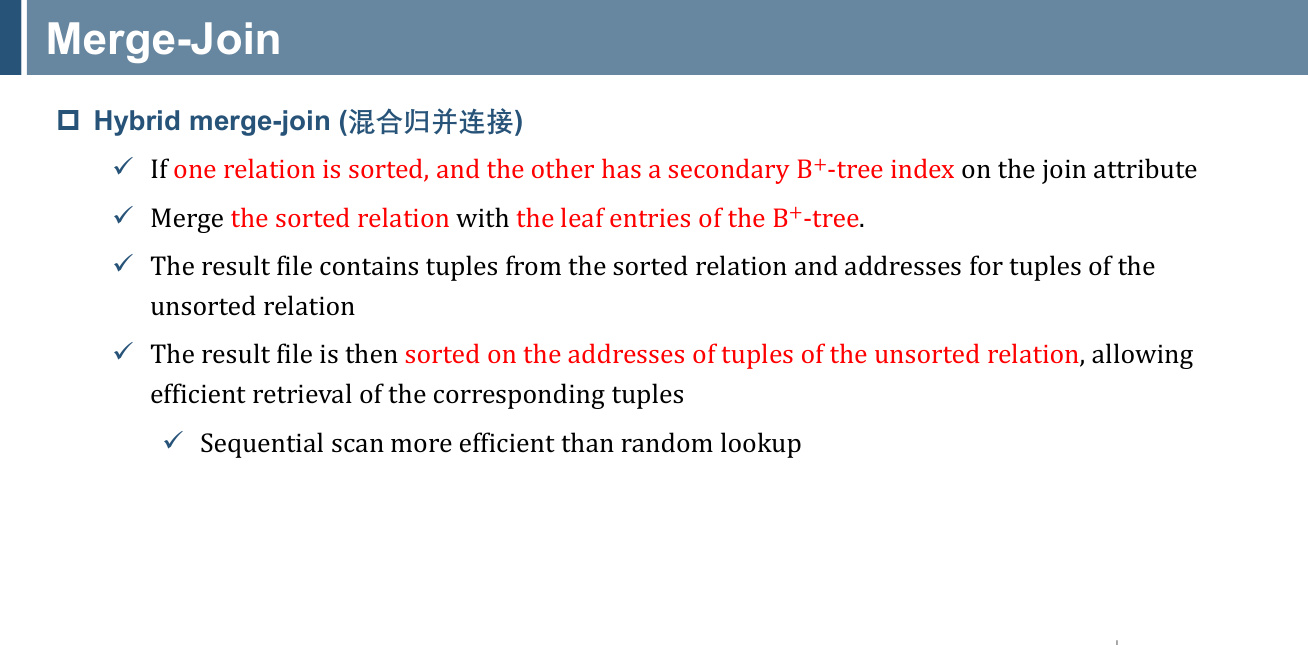 Merge-Join
Hybrid merge-join (混合归并连接)
If one relation is sorted, and the other has a secondary B⁺-tree index on the join attribute
Merge the sorted relation with the leaf entries of the B⁺-tree.
The result file contains tuples from the sorted relation and addresses for tuples of the
unsorted relation
The result file is then sorted on the addresses of tuples of the unsorted relation, allowing
efficient retrieval of the corresponding tuples
Sequential scan more efficient than random lookup